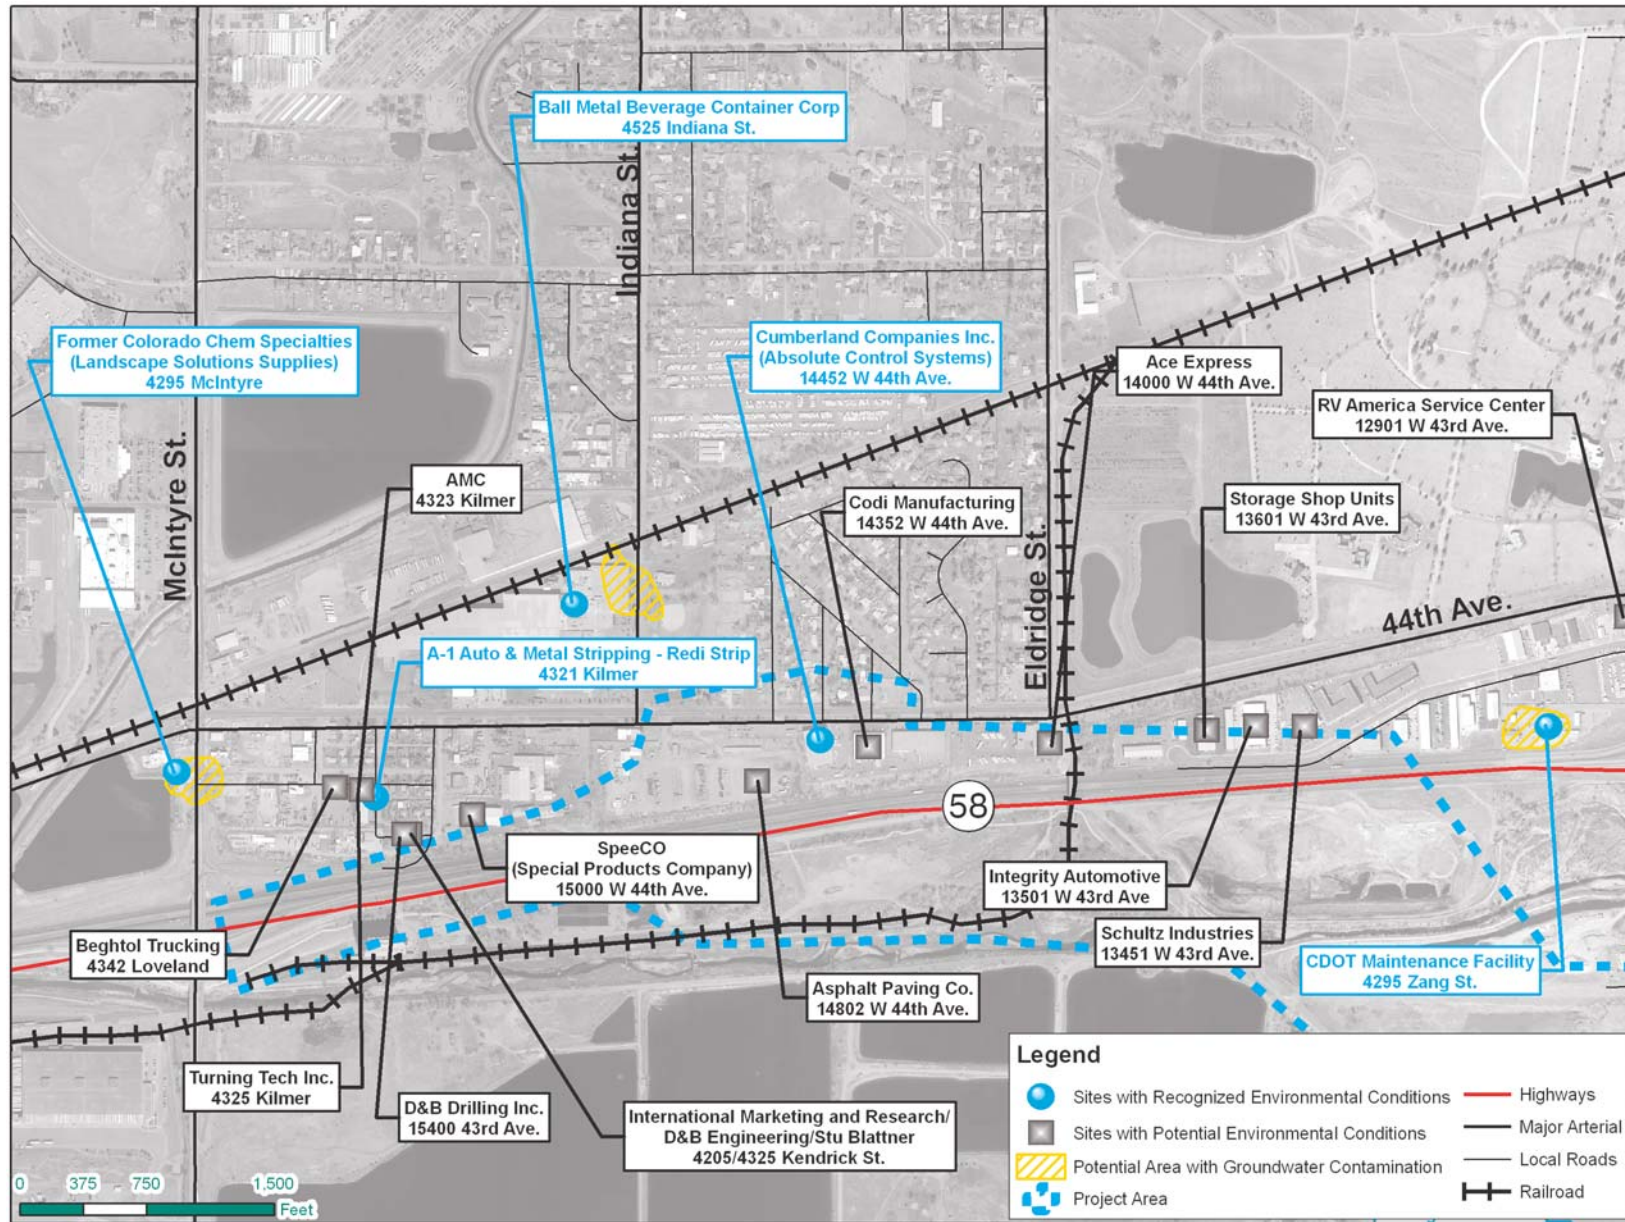 Ball Metal Beverage Container Corp
4525 Indiana St.
Indiana St.
Former Colorado Chem Specialties
(Landscape Solutions Supplies)
4295 McIntyre
Cumberland Companies Inc.
(Absolute Control Systems)
14452 W 44th Ave.
Ace Express
14000 W 44th Ave.
RV America Service Center
12901 W 43rd Ave.
McIntyre St.
AMC
4323 Kilmer
Codi Manufacturing
14352 W 44th Ave.
Storage Shop Units
13601 W 43rd Ave.
Eldridge St.
44th Ave.
A-1 Auto & Metal Stripping - Redi Strip
4321 Kilmer
58
SpeeCO
(Special Products Company)
15000 W 44th Ave.
Integrity Automotive
13501 W 43rd Ave
Beghtol Trucking
4342 Loveland
Schultz Industries
13451 W 43rd Ave.
CDOT Maintenance Facility
4295 Zang St.
Asphalt Paving Co.
14802 W 44th Ave.
Turning Tech Inc.
4325 Kilmer
D&B Drilling Inc.
15400 43rd Ave.
International Marketing and Research/
D&B Engineering/Stu Blattner
4205/4325 Kendrick St.
0 375 750 1,500
Feet
Legend
Sites with Recognized Environmental Conditions
Sites with Potential Environmental Conditions
Potential Area with Groundwater Contamination
Project Area
Highways
Major Arterial
Local Roads
Railroad